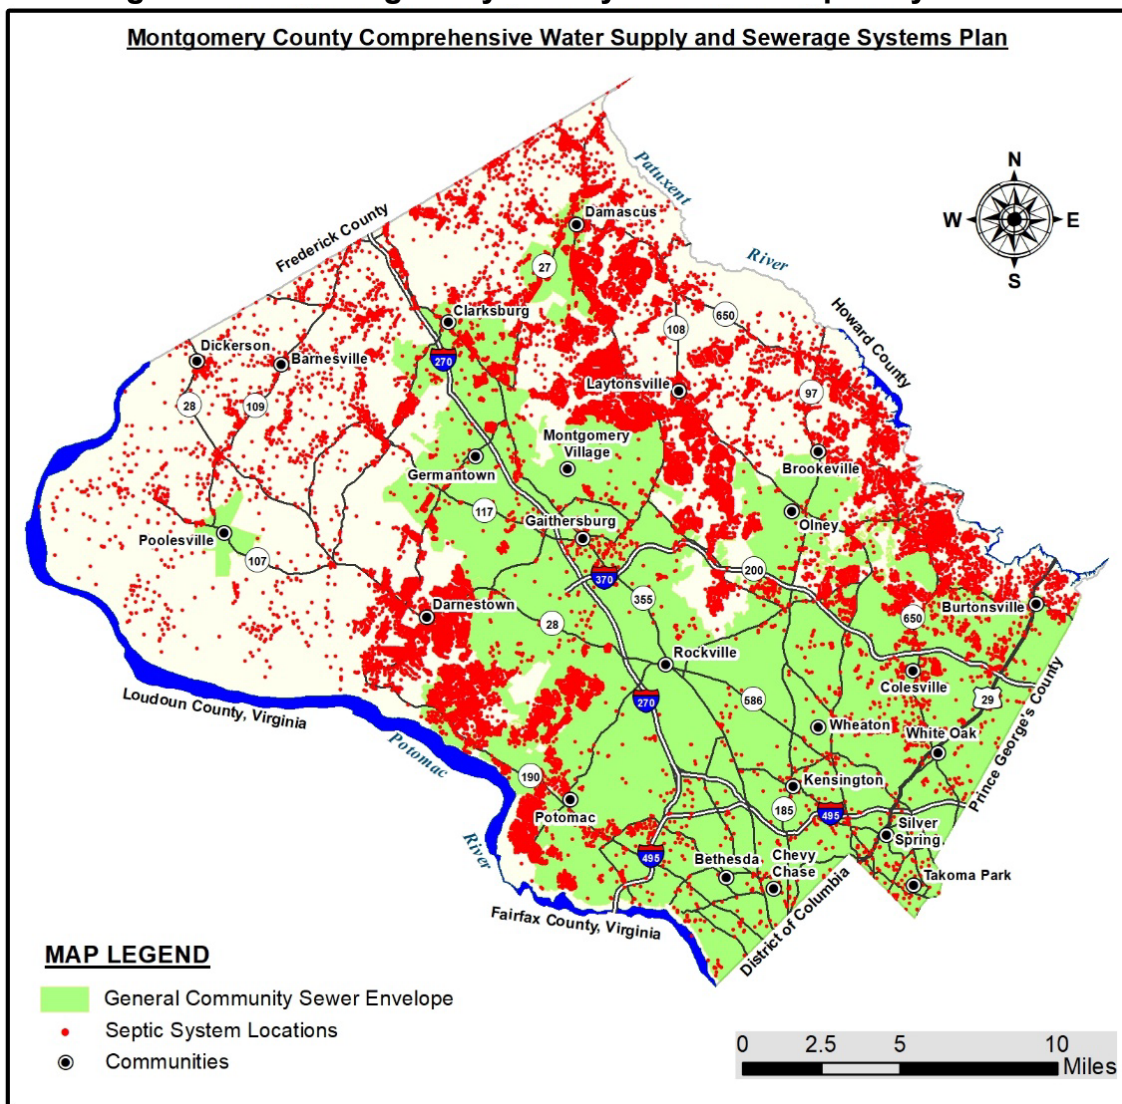 Montgomery County Comprehensive Water Supply and Sewerage Systems Plan
N
W
E
S
Patuxent
River
Frederick County
Howard County
Damascus
27
650
108
Clarksburg
270
Dickerson
Barnesville
28
109
Laytonsville
97
Montgomery
Village
Germantown
Brookeville
117
Gaithersburg
Olney
Poolesville
107
370
200
355
Darnestown
28
650
Burtonsville
Rockville
Colesville
270
586
29
Loudoun County, Virginia
Potomac
River
Wheaton
White Oak
Prince George's County
190
Kensington
185
495
Potomac
Silver
Spring
495
Bethesda
Chevy
Chase
Takoma Park
District of Columbia
Fairfax County, Virginia
MAP LEGEND
General Community Sewer Envelope
Septic System Locations
Communities
0 2.5 5 10
Miles